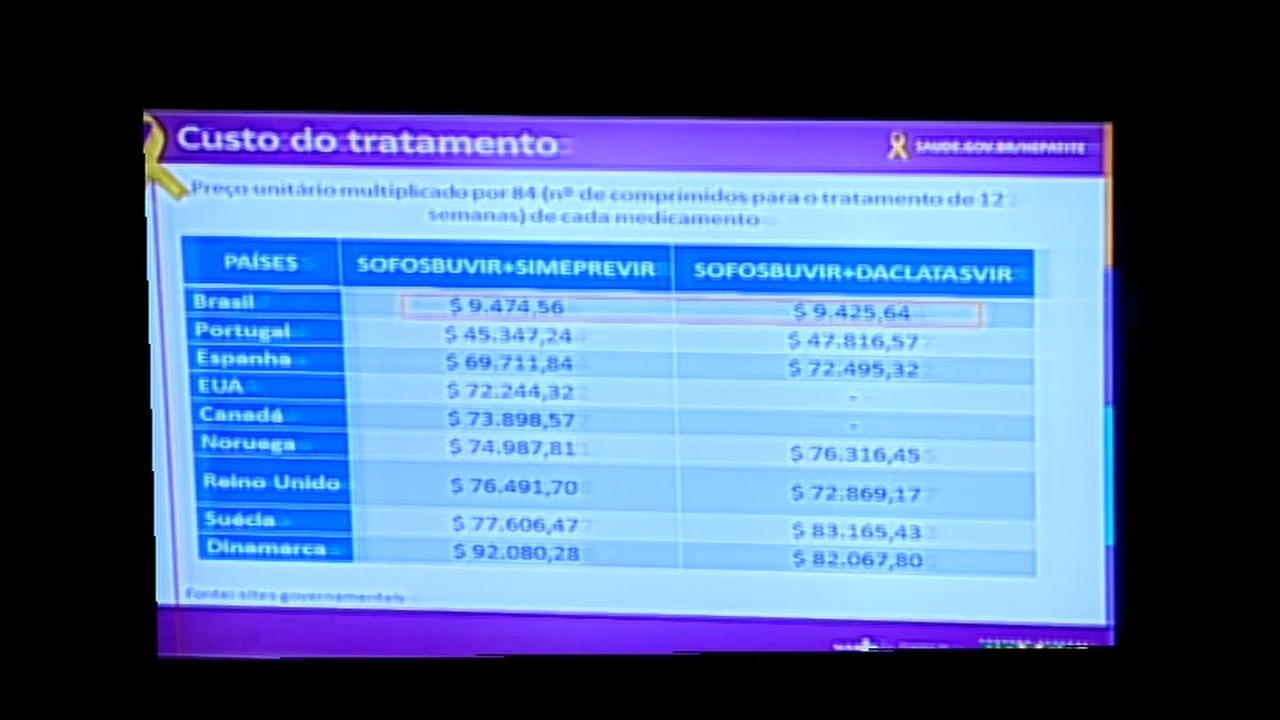 Custo do tratamento
SAUDE.GOV.BR/HEPATITE
Preço unitário multiplicado por 84 (nº de comprimidos para o tratamento de 12
semanas) de cada medicamento
PAÍSES SOFOSBUVIR+SIMEPREVIR SOFOSBUVIR+DACLATASVIR
Brasil $ 9.474,56 $ 9.425,64
Portugal $ 45.347,24 $ 47.816,57
Espanha $ 69.711,84 $ 72.495,32
EUA $ 72.244,32 -
Canadá $ 73.898,57 -
Noruega $ 74.987,81 $ 76.316,45
Reino Unido $ 76.491,70 $ 72.869,17
Suécia $ 77.606,47 $ 83.165,43
Dinamarca $ 92.080,28 $ 82.067,80
Fonte: sites governamentais